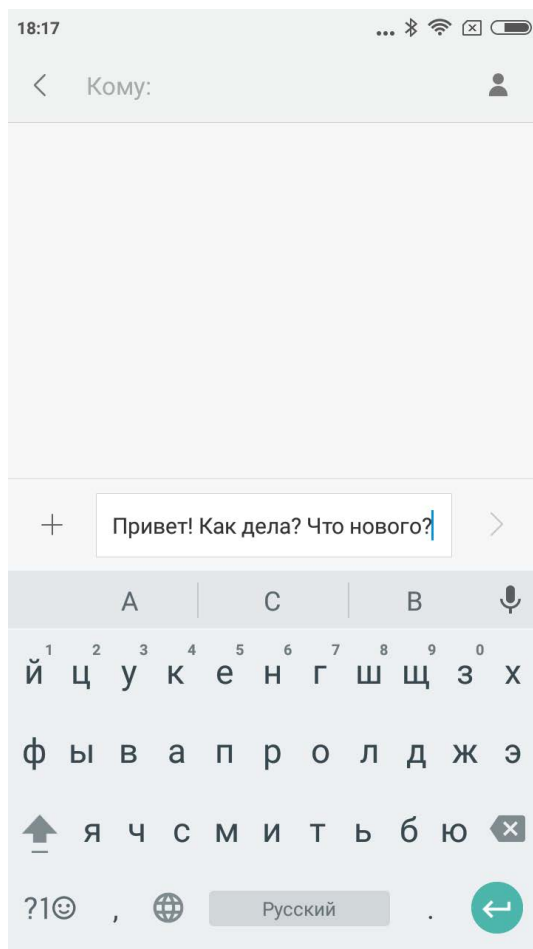 18:17
Кому:
Привет! Как дела? Что нового?
А С В
1 2 3 4 5 6 7 8 9 0
й ц у к е н г ш щ з х
ф ы в а п р о л д ж э
я ч с м и т ь б ю
?1 , Русский .